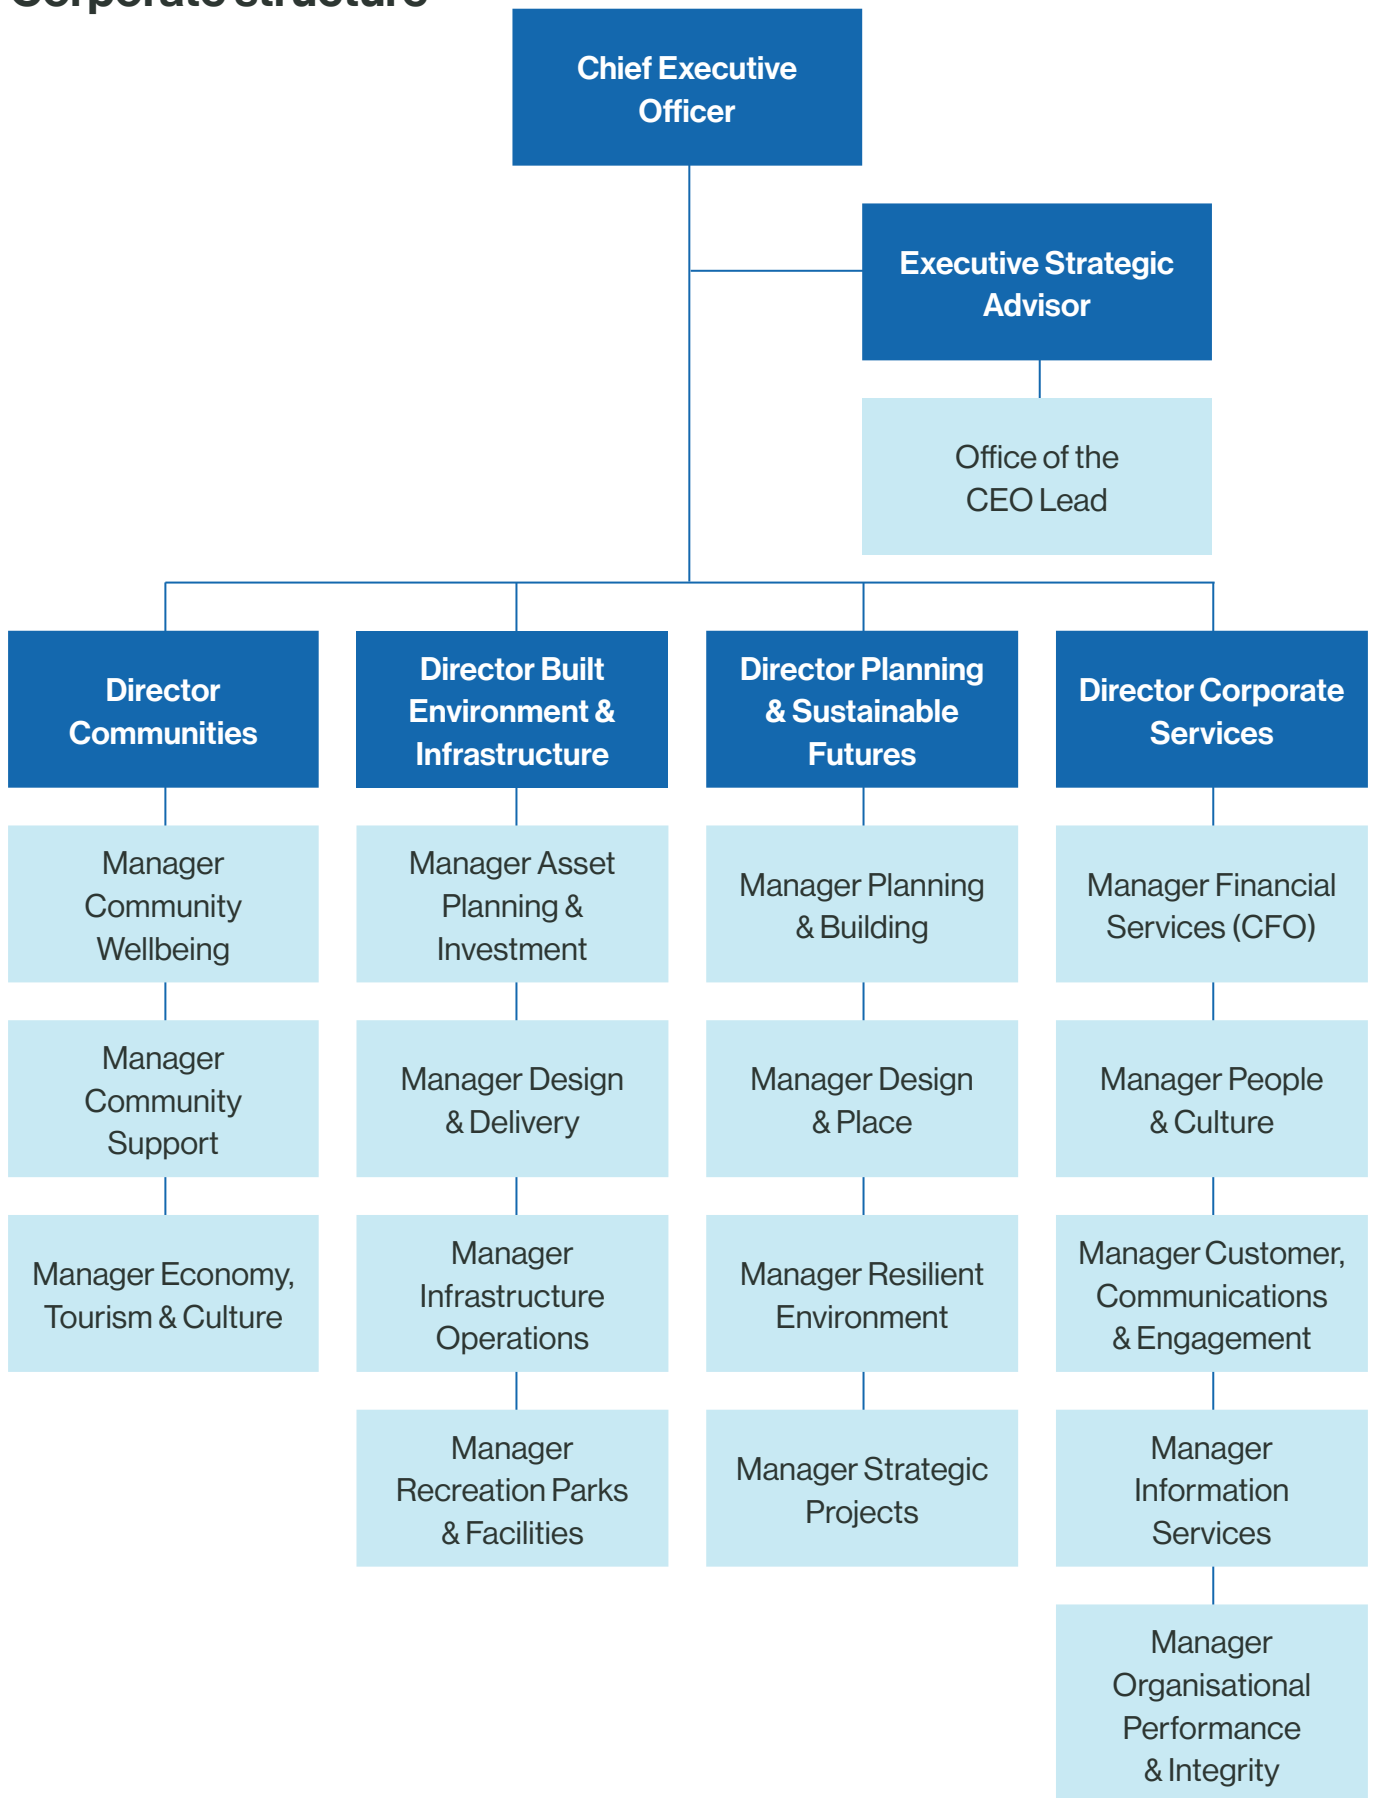 Corporate structure
Chief Executive
Officer
Executive Strategic
Advisor
Office of the
CEO Lead
Director
Communities
Manager
Community
Wellbeing
Manager
Community
Support
Manager Economy,
Tourism & Culture
Director Built
Environment &
Infrastructure
Manager Asset
Planning &
Investment
Manager Design
& Delivery
Manager
Infrastructure
Operations
Manager
Recreation Parks
& Facilities
Director Planning
& Sustainable
Futures
Manager Planning
& Building
Manager Design
& Place
Manager Resilient
Environment
Manager Strategic
Projects
Director Corporate
Services
Manager Financial
Services (CFO)
Manager People
& Culture
Manager Customer,
Communications
& Engagement
Manager
Information
Services
Manager
Organisational
Performance
& Integrity